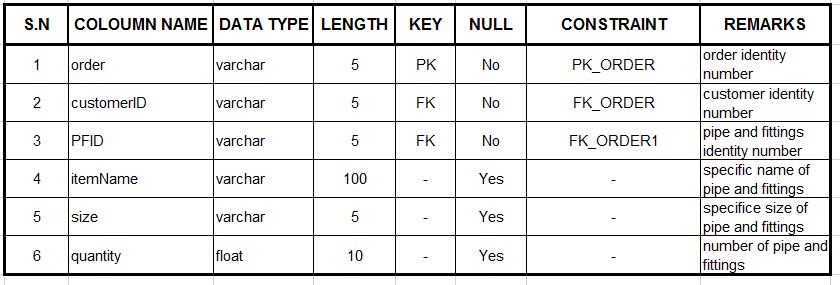 S.N COLOUMN NAME DATA TYPE LENGTH KEY NULL CONSTRAINT REMARKS
1 order varchar 5 PK No PK_ORDER order identity
number
2 customerID varchar 5 FK No FK_ORDER customer identity
number
3 PFID varchar 5 FK No FK_ORDER1 pipe and fittings
identity number
4 itemName varchar 100 - Yes - specific name of
pipe and fittings
5 size varchar 5 - Yes - specifice size of
pipe and fittings
6 quantity float 10 - Yes - number of pipe and
fittings